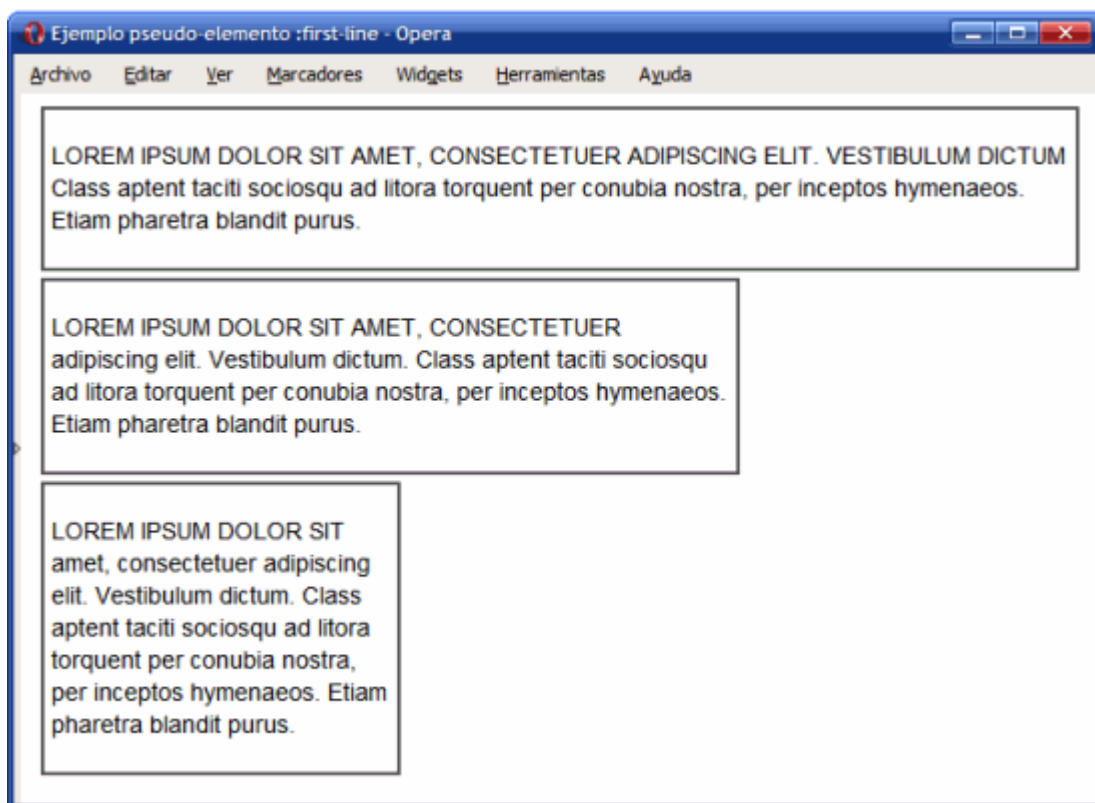 Ejemplo pseudo-elemento :first-line - Opera
Archivo Editar Ver Marcadores Widgets Herramientas Ayuda
LOREM IPSUM DOLOR SIT AMET, CONSECTETUER ADIPISCING ELIT. VESTIBULUM DICTUM
Class aptent taciti sociosqu ad litora torquent per conubia nostra, per inceptos hymenaeos.
Etiam pharetra blandit purus.
LOREM IPSUM DOLOR SIT AMET, CONSECTETUER
adipiscing elit. Vestibulum dictum. Class aptent taciti sociosqu
ad litora torquent per conubia nostra, per inceptos hymenaeos.
Etiam pharetra blandit purus.
LOREM IPSUM DOLOR SIT
amet, consectetuer adipiscing
elit. Vestibulum dictum. Class
aptent taciti sociosqu ad litora
torquent per conubia nostra,
per inceptos hymenaeos. Etiam
pharetra blandit purus.